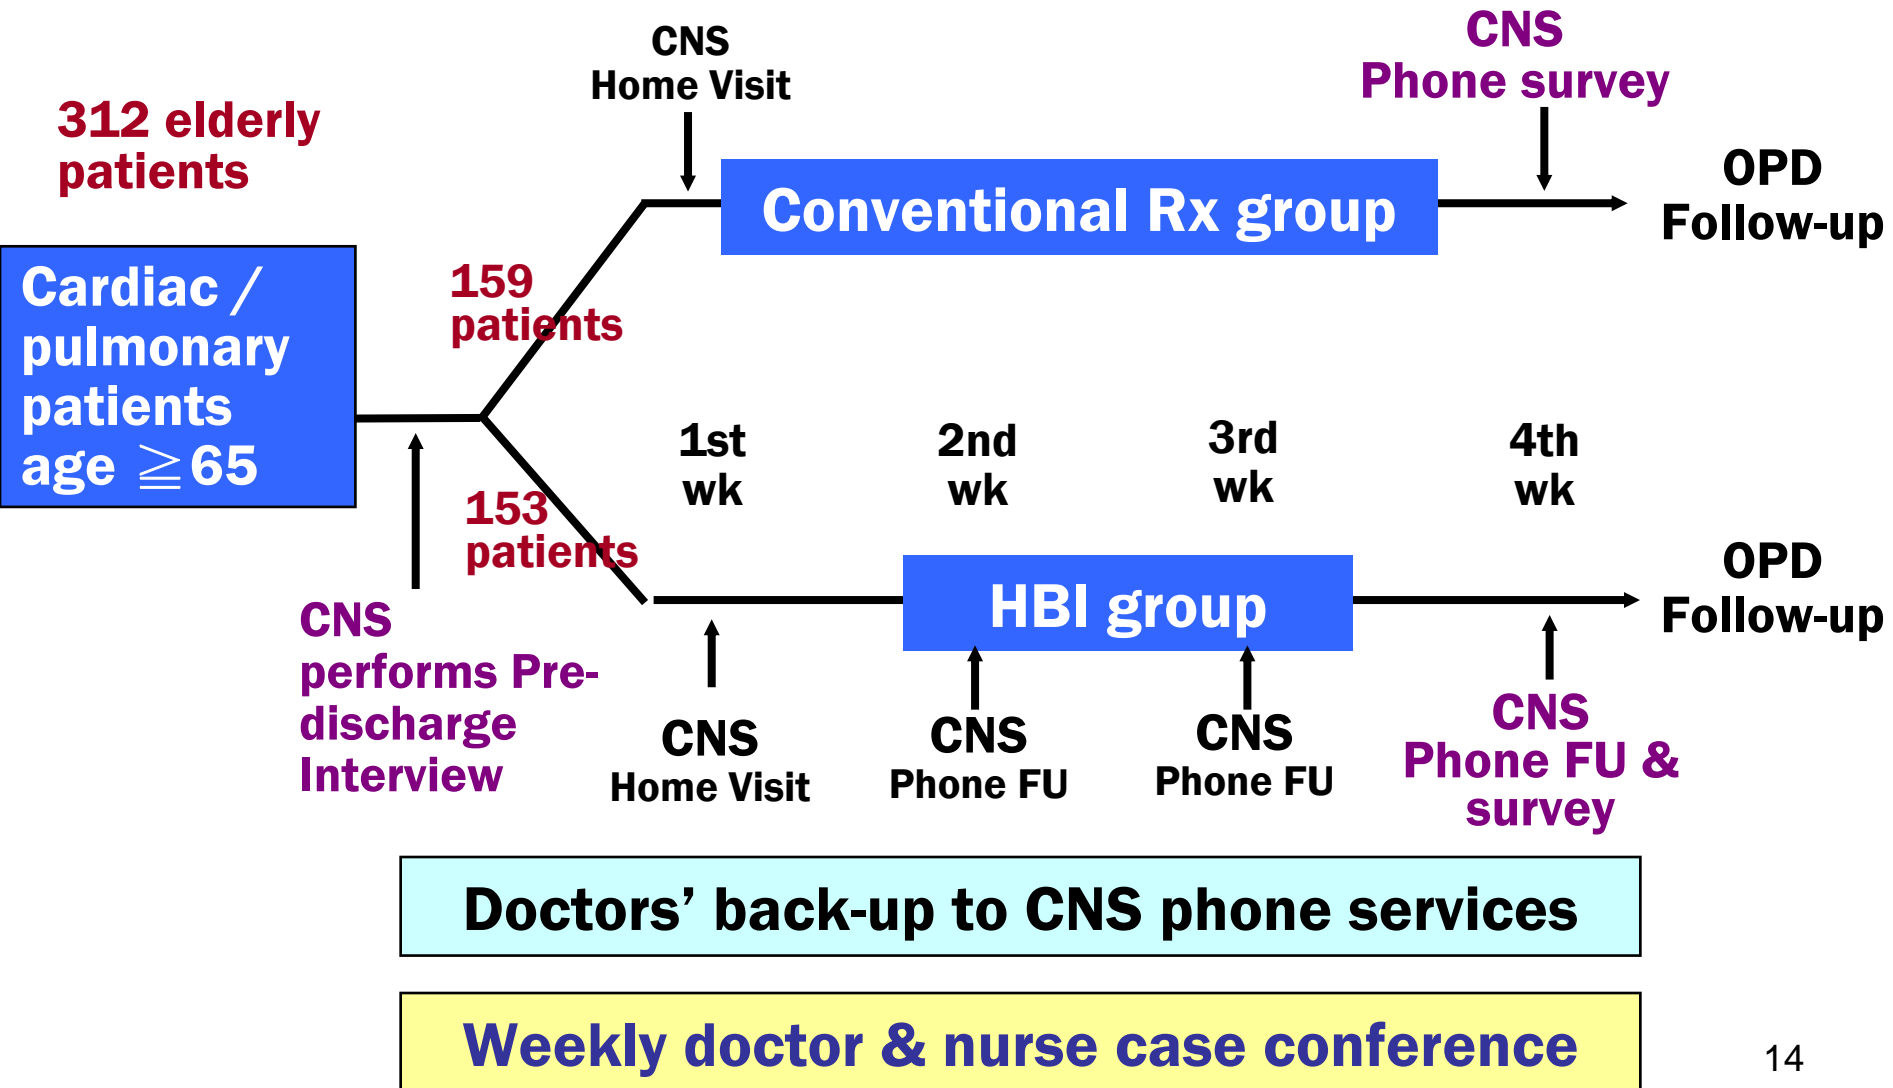 CNS
Home Visit
CNS
Phone survey
312 elderly
patients
OPD
Follow-up
Conventional Rx group
Cardiac /
pulmonary
patients
age ≧65
159
patients
1st
wk
2nd
wk
3rd
wk
4th
wk
153
patients
HBI group
OPD
Follow-up
CNS
performs Pre-
discharge
Interview
CNS
Home Visit
CNS
Phone FU
CNS
Phone FU
CNS
Phone FU &
survey
Doctors’ back-up to CNS phone services
Weekly doctor & nurse case conference
14